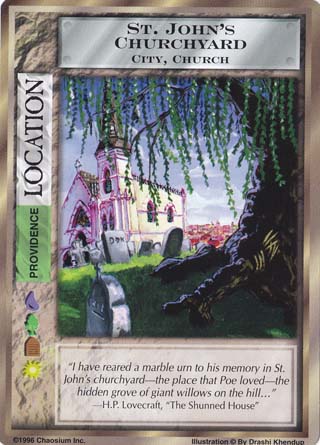 ST. JOHN'S
CHURCHYARD
CITY, CHURCH
LOCATION
PROVIDENCE
"I have reared a marble urn to his memory in St.
John's churchyard—the place that Poe loved—the
hidden grove of giant willows on the hill..."
—H.P. Lovecraft, "The Shunned House"
©1996 Chaosium Inc.
Illustration © By Drashi Khendup